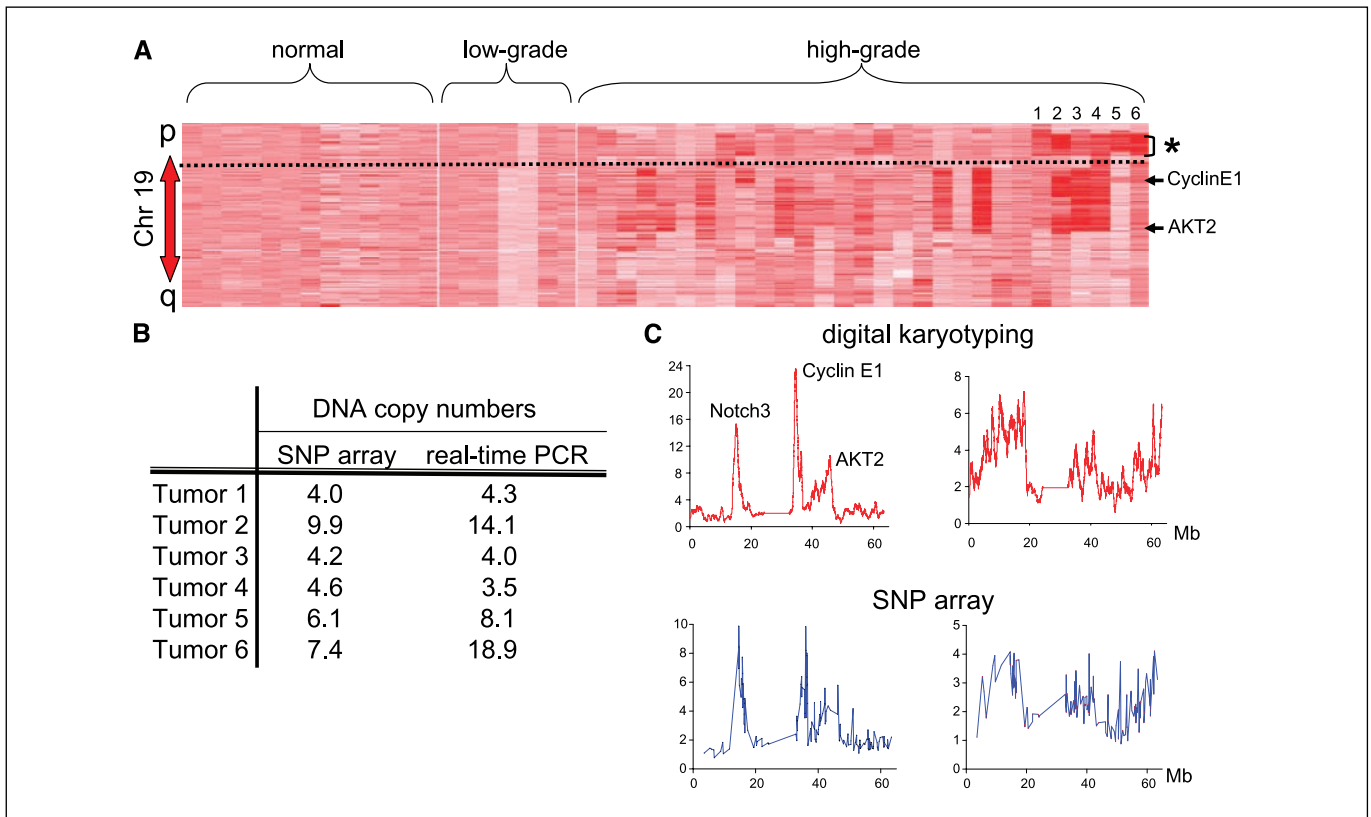 A
normal
low-grade
high-grade
1 2 3 4 5 6
p
*
Chr 19
CyclinE1
AKT2
q
B
DNA copy numbers
SNP array real-time PCR
Tumor 1 4.0 4.3
Tumor 2 9.9 14.1
Tumor 3 4.2 4.0
Tumor 4 4.6 3.5
Tumor 5 6.1 8.1
Tumor 6 7.4 18.9
C
digital karyotyping
24
20
16
12
8
4
0
Notch3
Cyclin E1
AKT2
0 20 40 60
8
6
4
2
0
0 20 40 60
Mb
SNP array
10
8
6
4
2
0
0 20 40 60
5
4
3
2
1
0
0 20 40 60
Mb